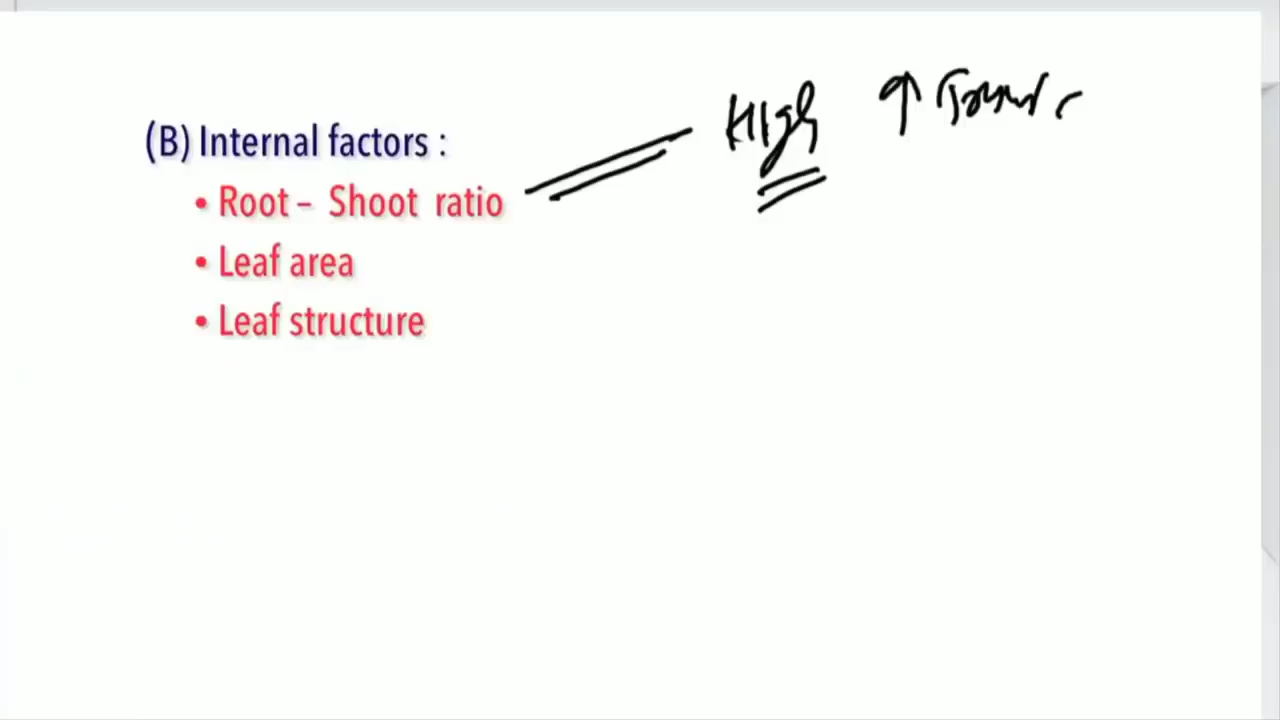 (B) Internal factors :
• Root – Shoot ratio
High ↑
• Leaf area
• Leaf structure